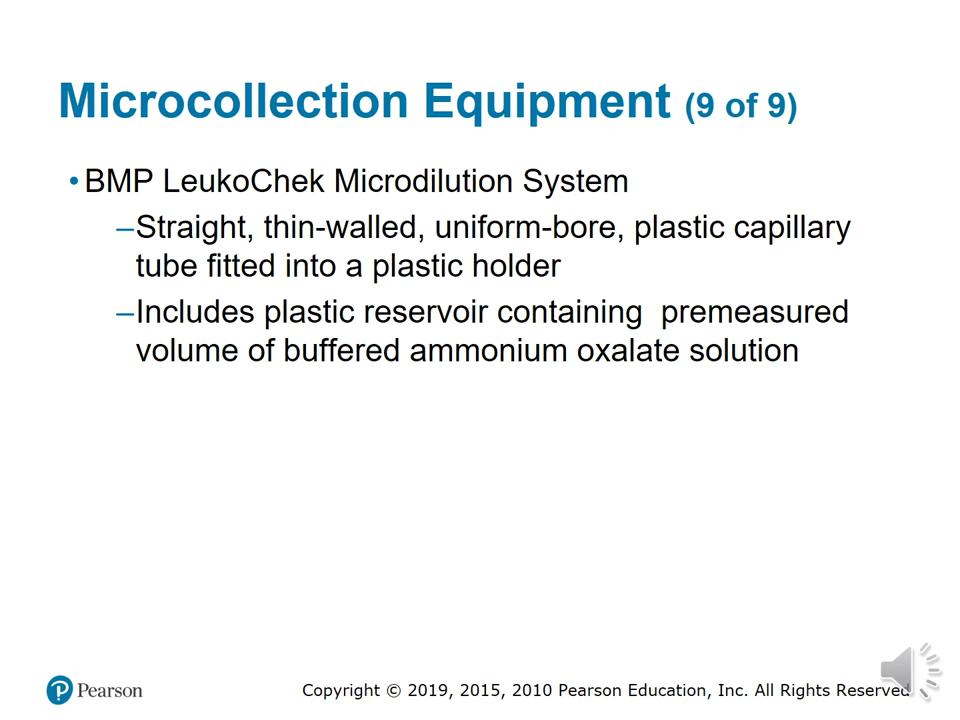 Microcollection Equipment (9 of 9)
• BMP LeukoChek Microdilution System
–Straight, thin-walled, uniform-bore, plastic capillary
tube fitted into a plastic holder
–Includes plastic reservoir containing  premeasured
volume of buffered ammonium oxalate solution
P Pearson
Copyright © 2019, 2015, 2010 Pearson Education, Inc. All Rights Reserved